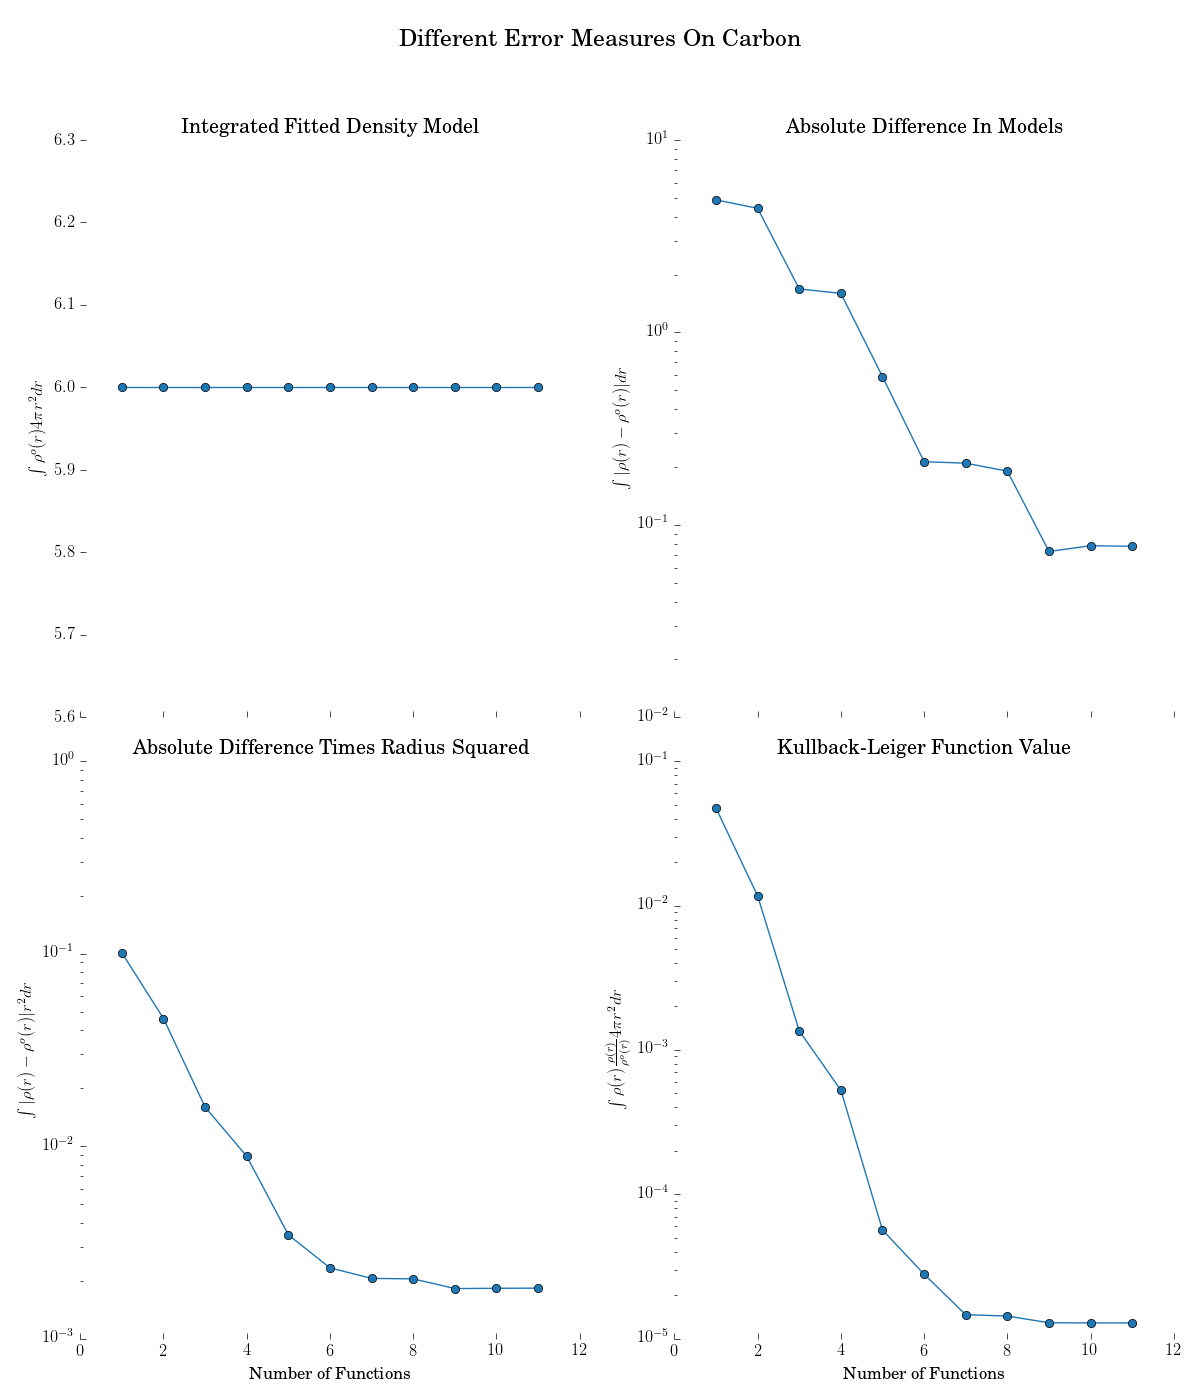 Different Error Measures On Carbon
Integrated Fitted Density Model
6.3
6.2
6.1
6.0
5.9
5.8
5.7
5.6
∫ρ°(r)4πr²dr
Absolute Difference In Models
10¹
10⁰
10⁻¹
10⁻²
∫|ρ(r) − ρ°(r)|dr
Absolute Difference Times Radius Squared
10⁰
10⁻¹
10⁻²
10⁻³
∫|ρ(r) − ρ°(r)|r²dr
0 2 4 6 8 10 12
Number of Functions
Kullback-Leiger Function Value
10⁻¹
10⁻²
10⁻³
10⁻⁴
10⁻⁵
∫ρ(r) ρ(r)/ρ°(r) 4πr²dr
0 2 4 6 8 10 12
Number of Functions